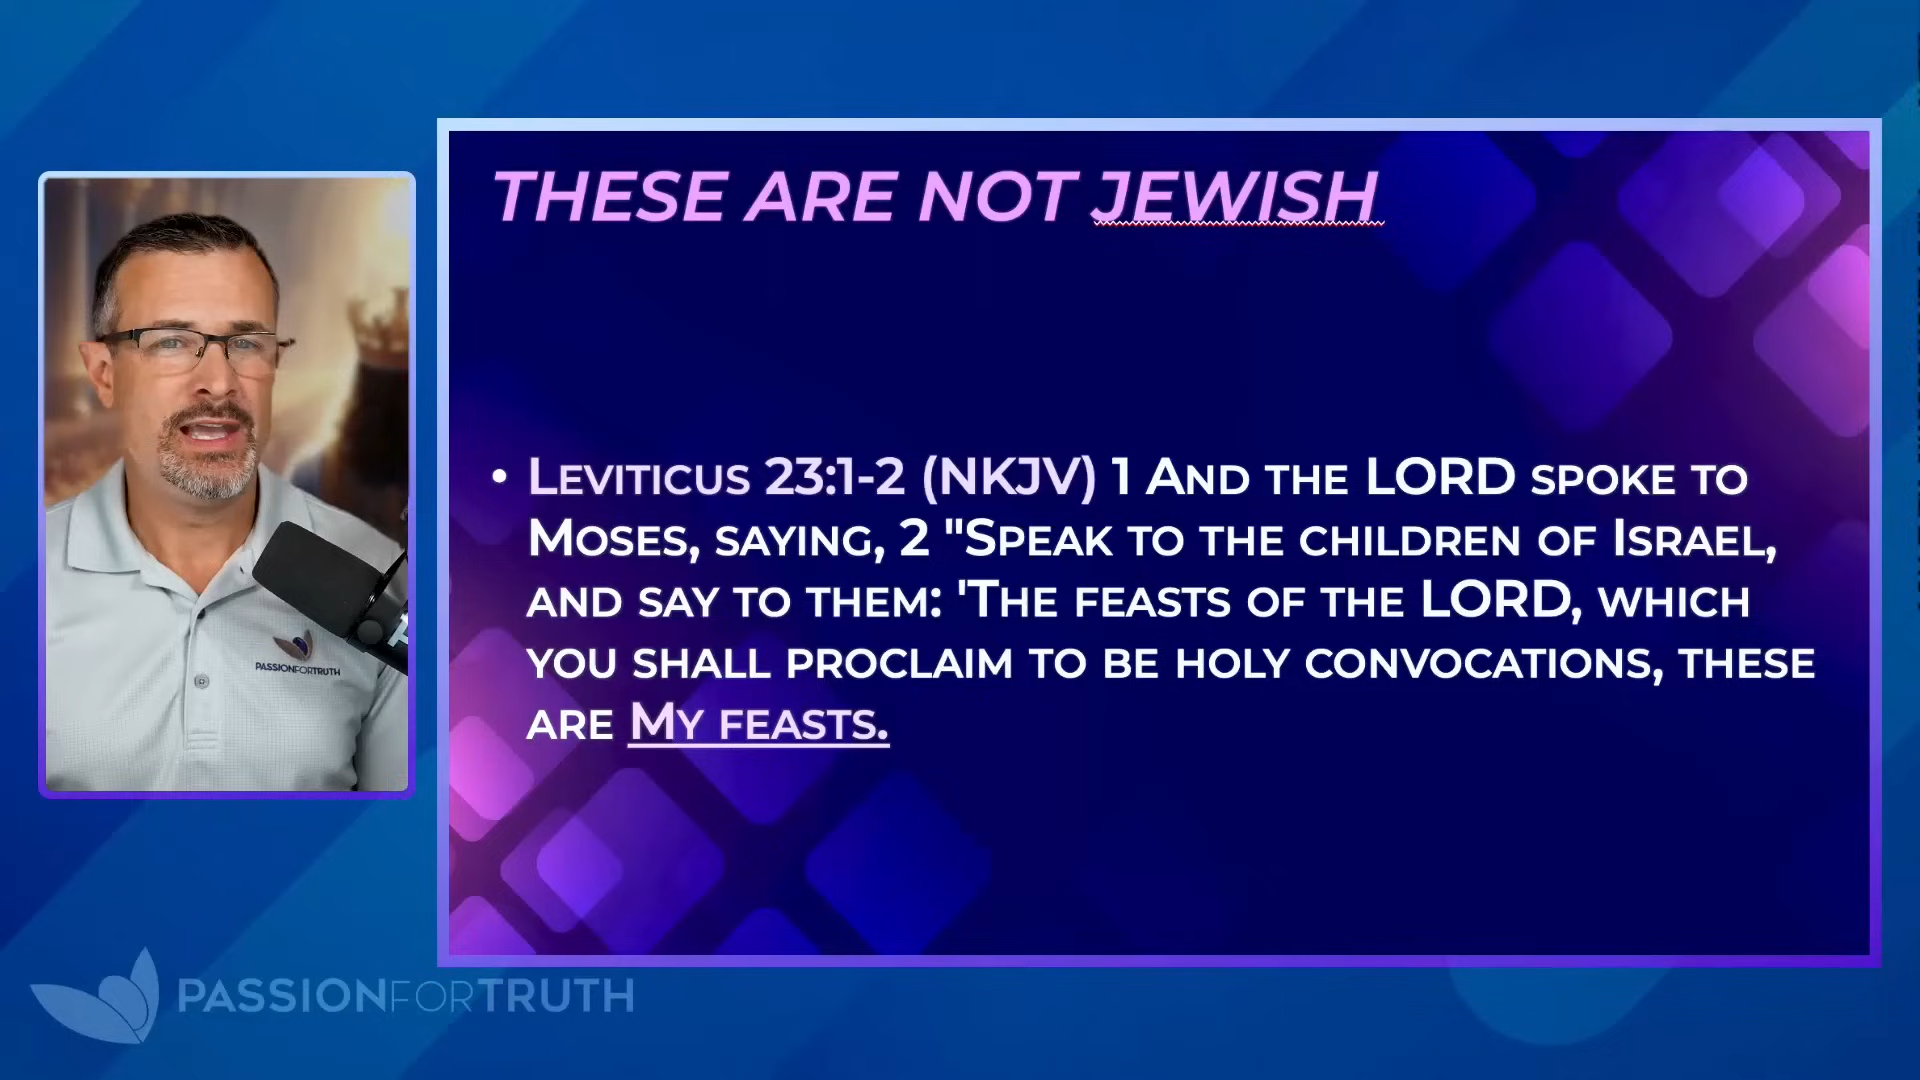 THESE ARE NOT JEWISH
• LEVITICUS 23:1-2 (NKJV) 1 AND THE LORD SPOKE TO
MOSES, SAYING, 2 "SPEAK TO THE CHILDREN OF ISRAEL,
AND SAY TO THEM: 'THE FEASTS OF THE LORD, WHICH
YOU SHALL PROCLAIM TO BE HOLY CONVOCATIONS, THESE
ARE MY FEASTS.
PASSIONFORTRUTH
PASSIONFORTRUTH